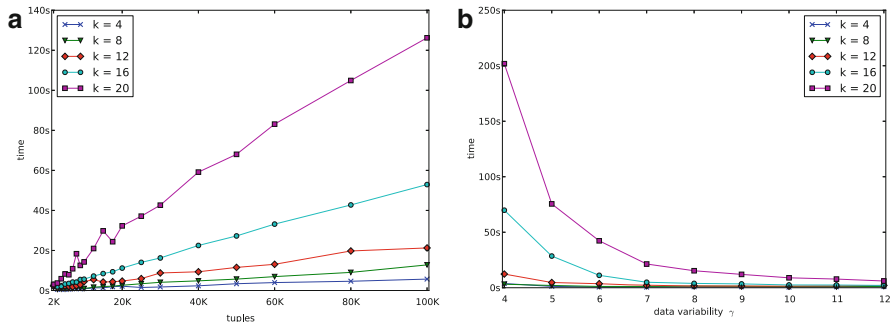 a
140s
120s
100s
80s
60s
40s
20s
0s
time
2K 20K 40K 60K 80K 100K
tuples
k = 4
k = 8
k = 12
k = 16
k = 20
b
250s
200s
150s
100s
50s
0s
time
4 5 6 7 8 9 10 11 12
data variability γ
k = 4
k = 8
k = 12
k = 16
k = 20